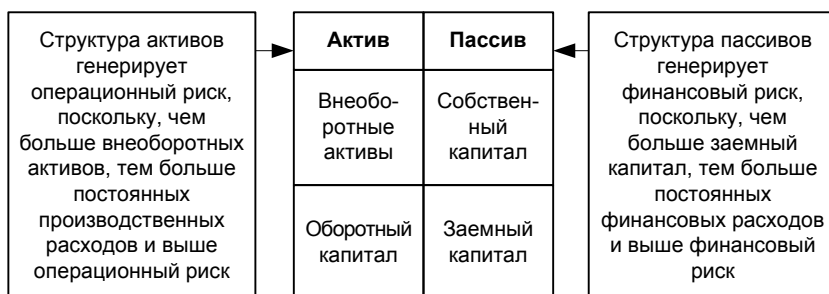 Структура активов
генерирует
операционный риск,
поскольку, чем
больше внеоборотных
активов, тем больше
постоянных
производственных
расходов и выше
операционный риск
Актив
Пассив
Внеобо-
ротные
активы
Собствен-
ный
капитал
Оборотный
капитал
Заемный
капитал
Структура пассивов
генерирует
финансовый риск,
поскольку, чем
больше заемный
капитал, тем больше
постоянных
финансовых расходов
и выше финансовый
риск